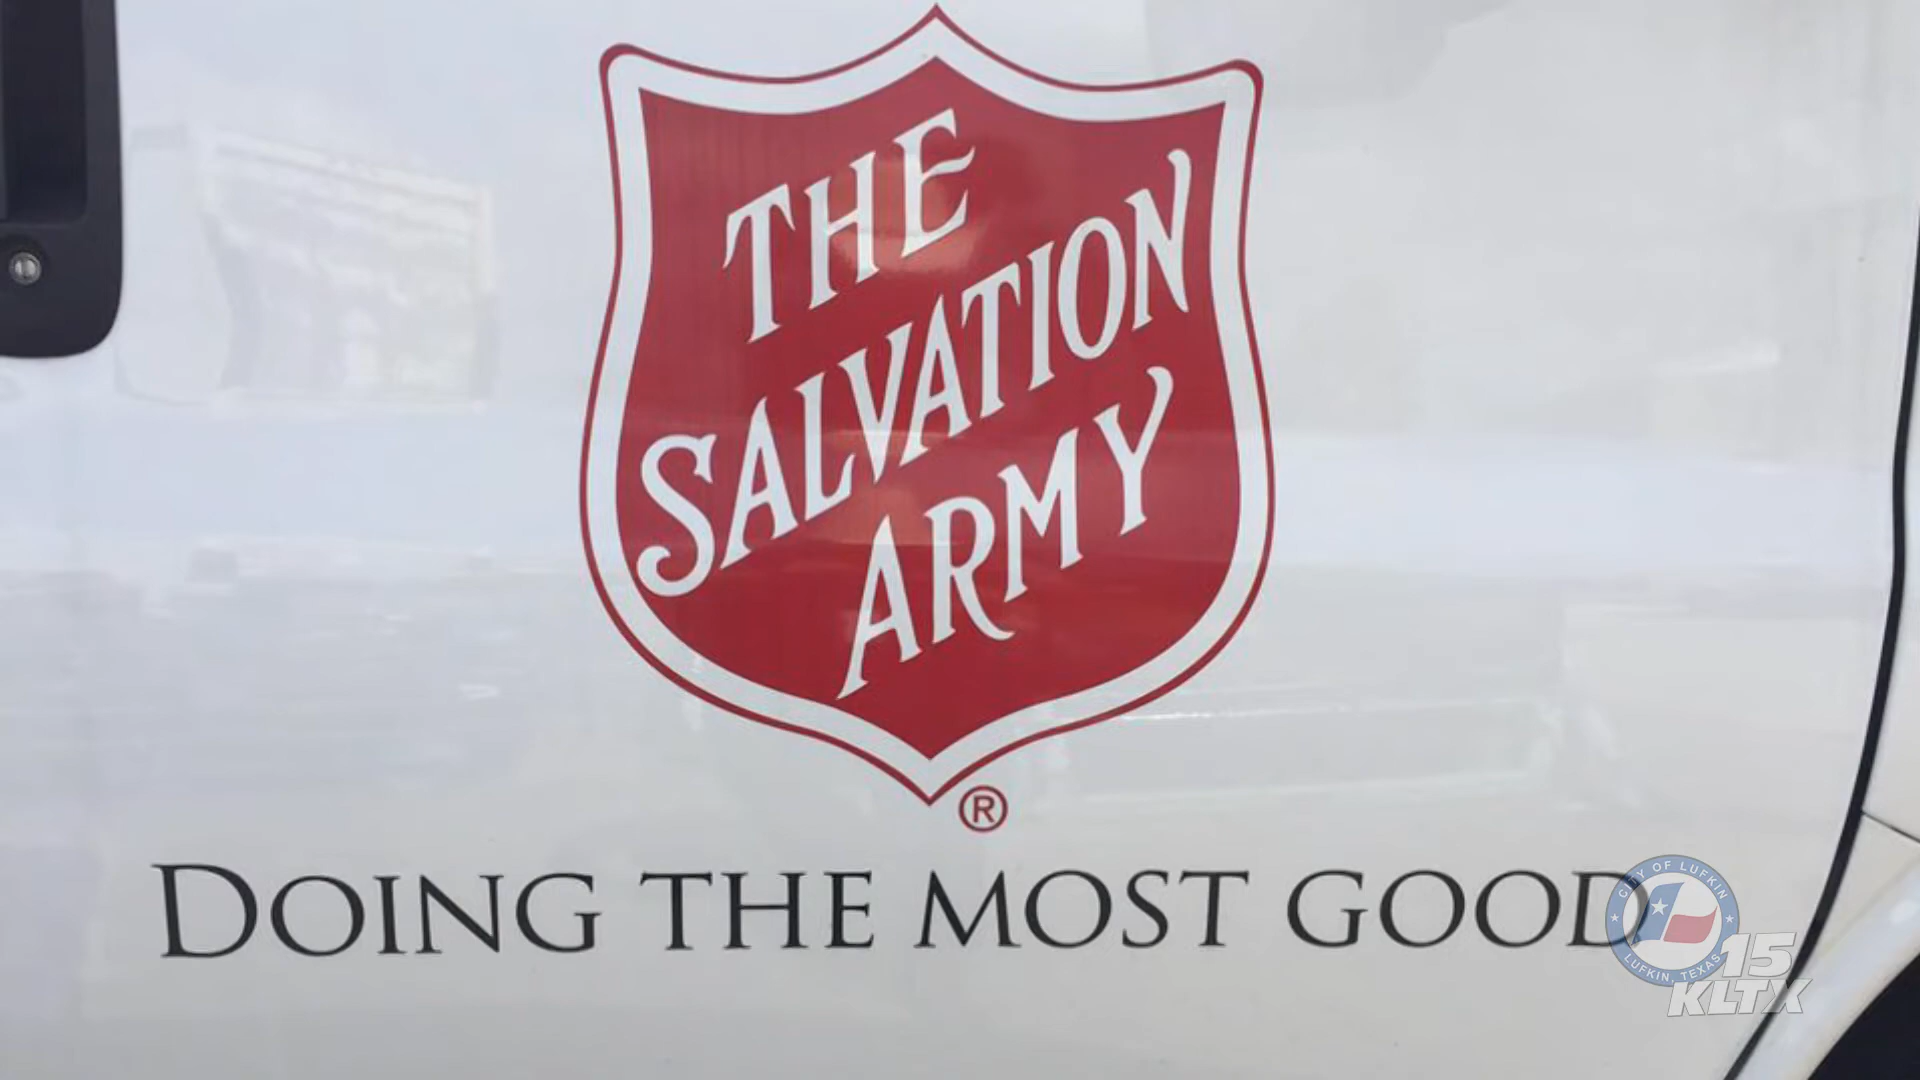 THE
SALVATION
ARMY
®
DOING THE MOST GOOD
CITY OF LUFKIN
LUFKIN, TEXAS
15
KLTX